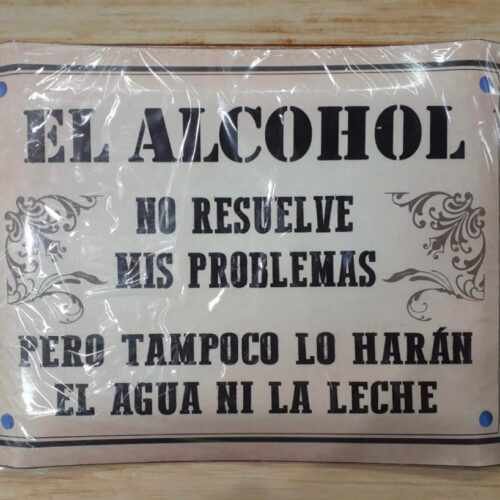 EL ALCOHOL
NO RESUELVE
MIS PROBLEMAS
PERO TAMPOCO LO HARÁN
EL AGUA NI LA LECHE